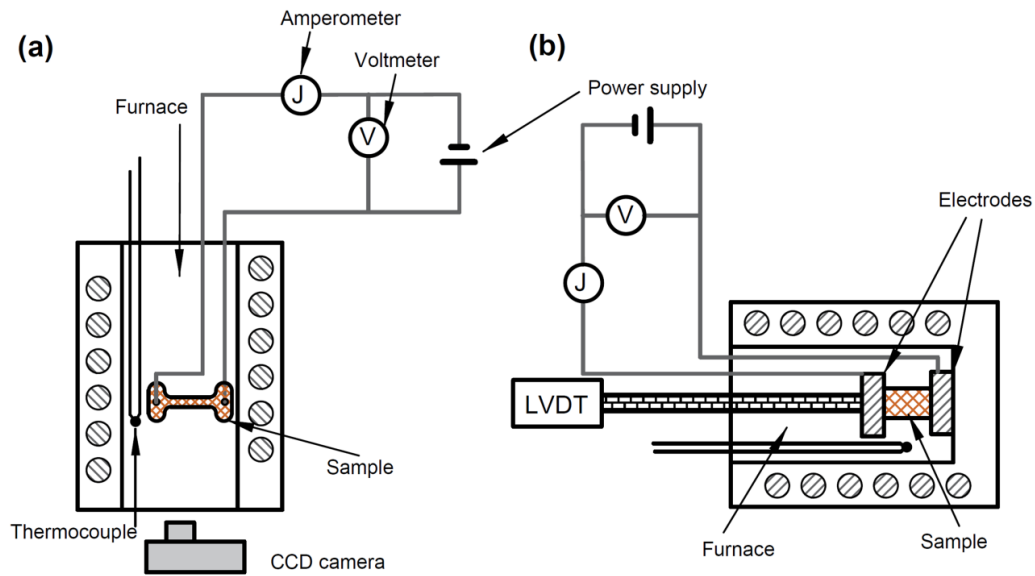 (a)
Amperometer
Voltmeter
Furnace
J
V
Power supply
Sample
Thermocouple
CCD camera
(b)
V
J
Electrodes
LVDT
Furnace
Sample